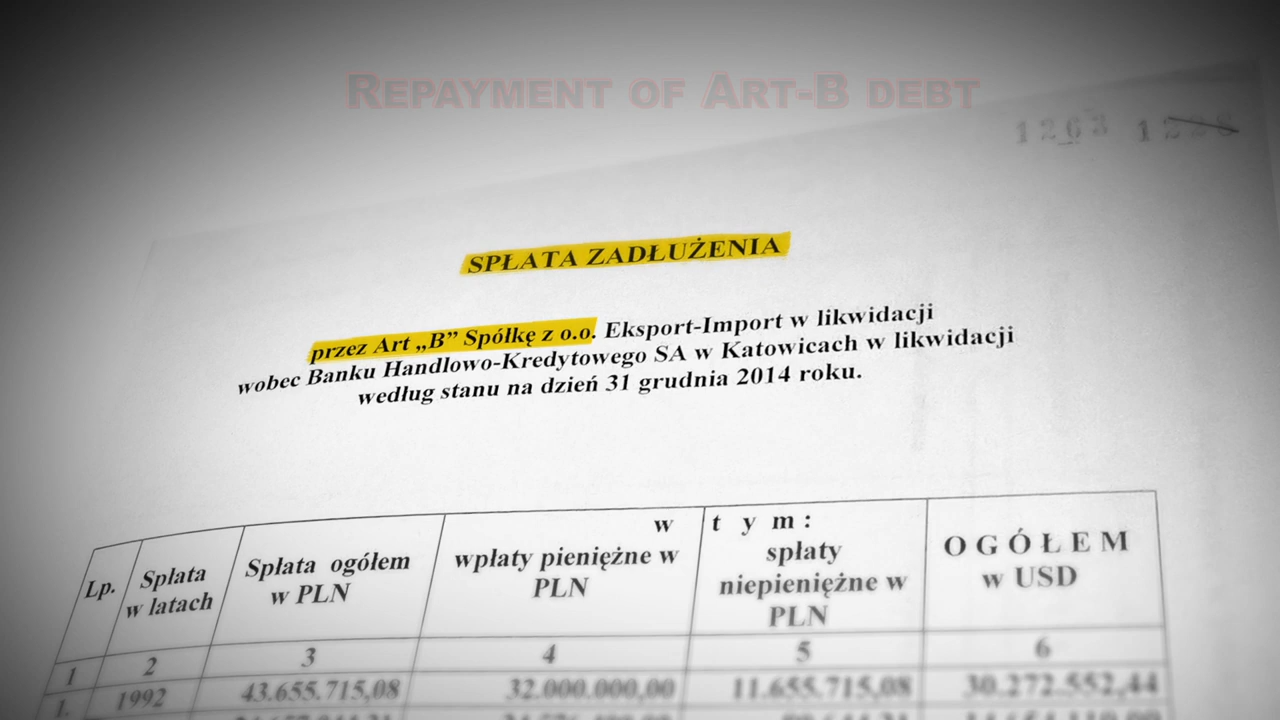 REPAYMENT OF ART-B DEBT
1263 1228
SPŁATA ZADŁUŻENIA
przez Art „B” Spółkę z o.o. Eksport-Import w likwidacji
wobec Banku Handlowo-Kredytowego SA w Katowicach w likwidacji
według stanu na dzień 31 grudnia 2014 roku.
Lp. Spłata w latach Spłata ogółem w PLN w tym: wpłaty pieniężne w PLN spłaty niepieniężne w PLN OGÓŁEM w USD
1 2 3 4 5 6
1. 1992 43.655.715,08 32.000.000,00 11.655.715,08 30.272.552,44